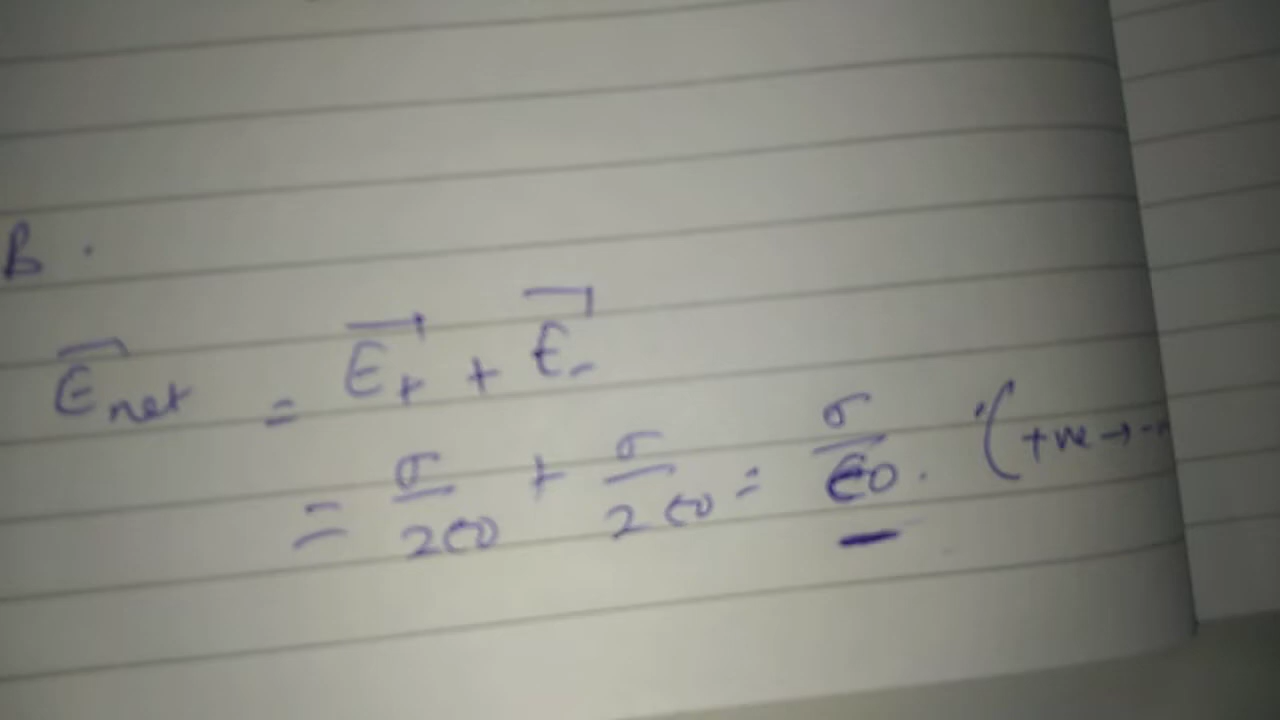 B.
E⃗net = E⃗+ + E⃗-
= σ/2ϵ0 + σ/2ϵ0 = σ/ϵ0. (+ve → -